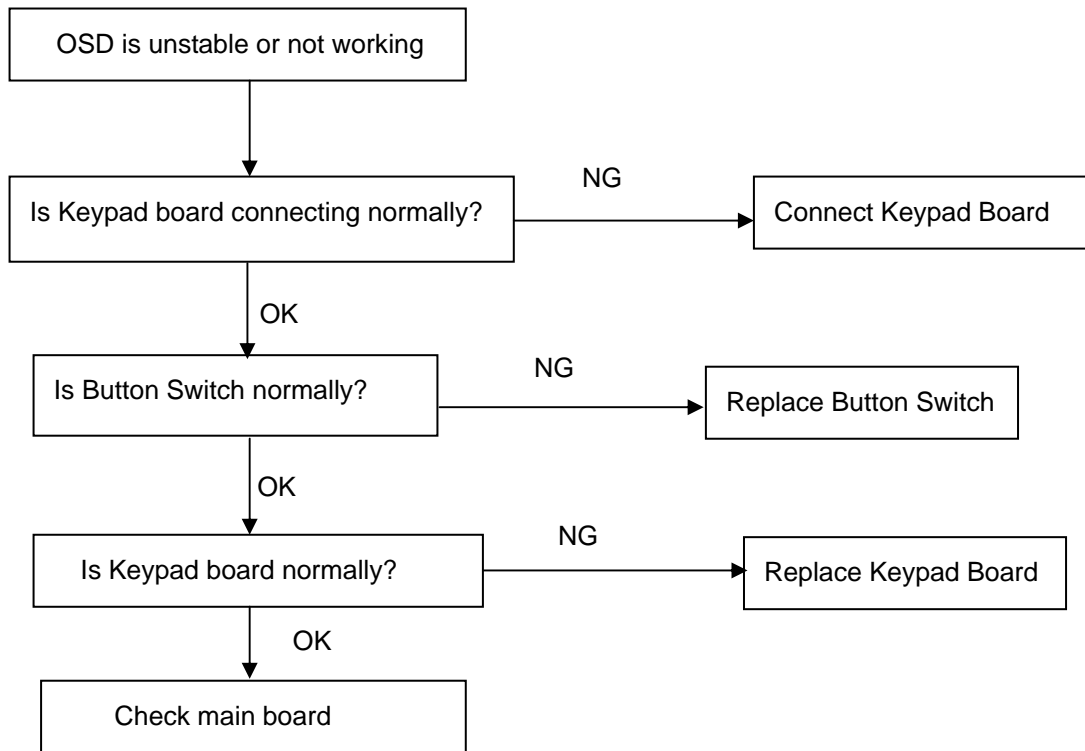 OSD is unstable or not working
NG
Is Keypad board connecting normally?
Connect Keypad Board
OK
NG
Is Button Switch normally?
Replace Button Switch
OK
NG
Is Keypad board normally?
Replace Keypad Board
OK
Check main board